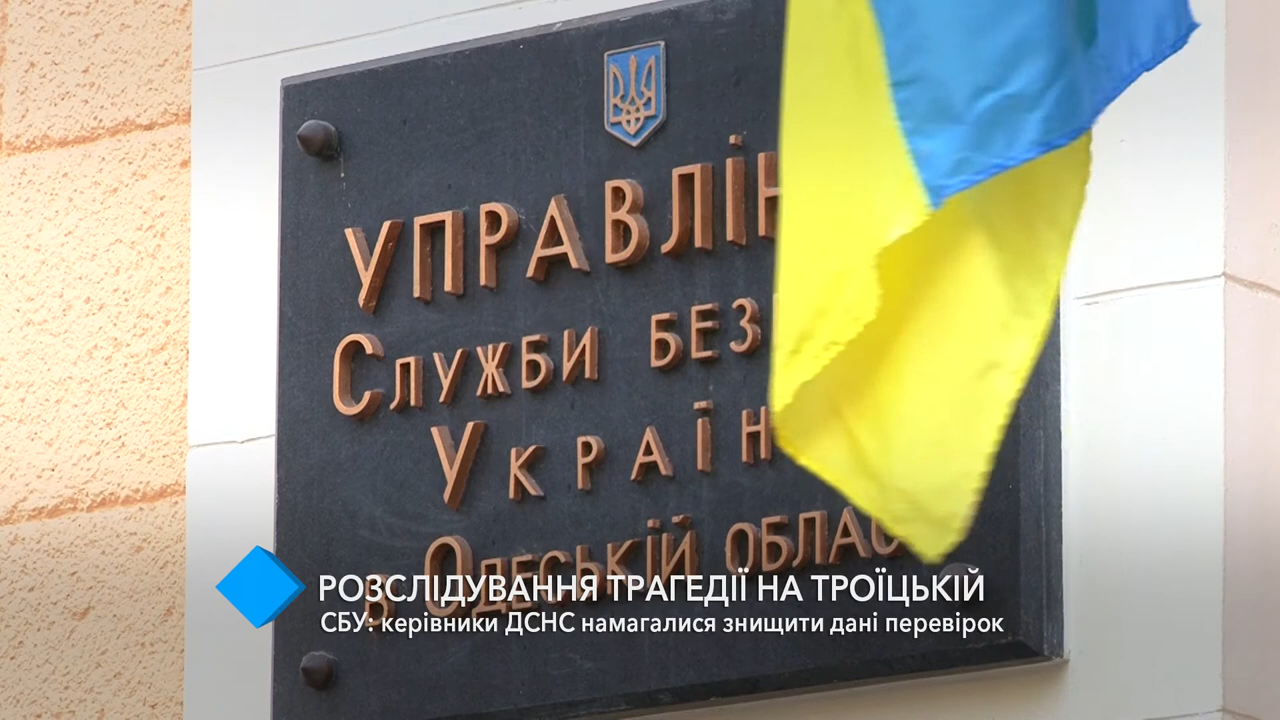 УПРАВЛІН
СЛУЖБИ БЕЗ
УКРАЇН
в ОДЕСЬКІЙ ОБЛАС
РОЗСЛІДУВАННЯ ТРАГЕДІЇ НА ТРОЇЦЬКІЙ
СБУ: керівники ДСНС намагалися знищити дані перевірок